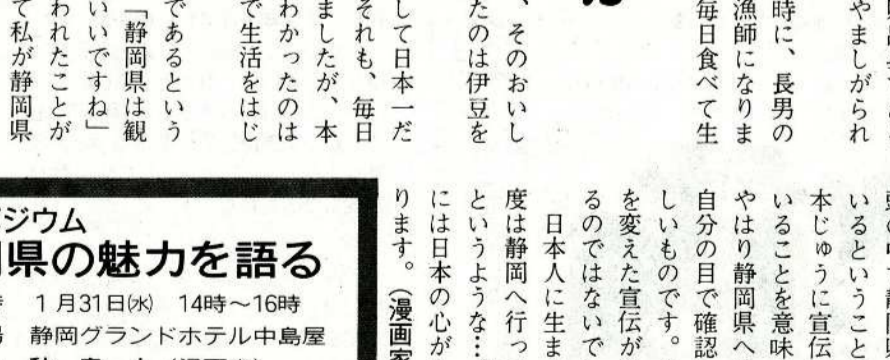 やましがられ
時に、長男の
漁師になりま
毎日食べて生
、そのおいし
たのは伊豆を
して日本一だ
それも、毎日
ましたが、本
わかったのは
で生活をはじ
であるという
「静岡県は観
いいですね」
われたことが
て私が静岡県
いるということ
本じゅうに宣伝
いることを意味
やはり静岡県へ
自分の目で確認
しいものです。
を変えた宣伝が
るのではないで
日本人に生ま
度は静岡へ行っ
というような…
には日本の心が
ります。(漫画家
ジウム
県の魅力を語る
1月31日㈬ 14時〜16時
静岡グランドホテル中島屋